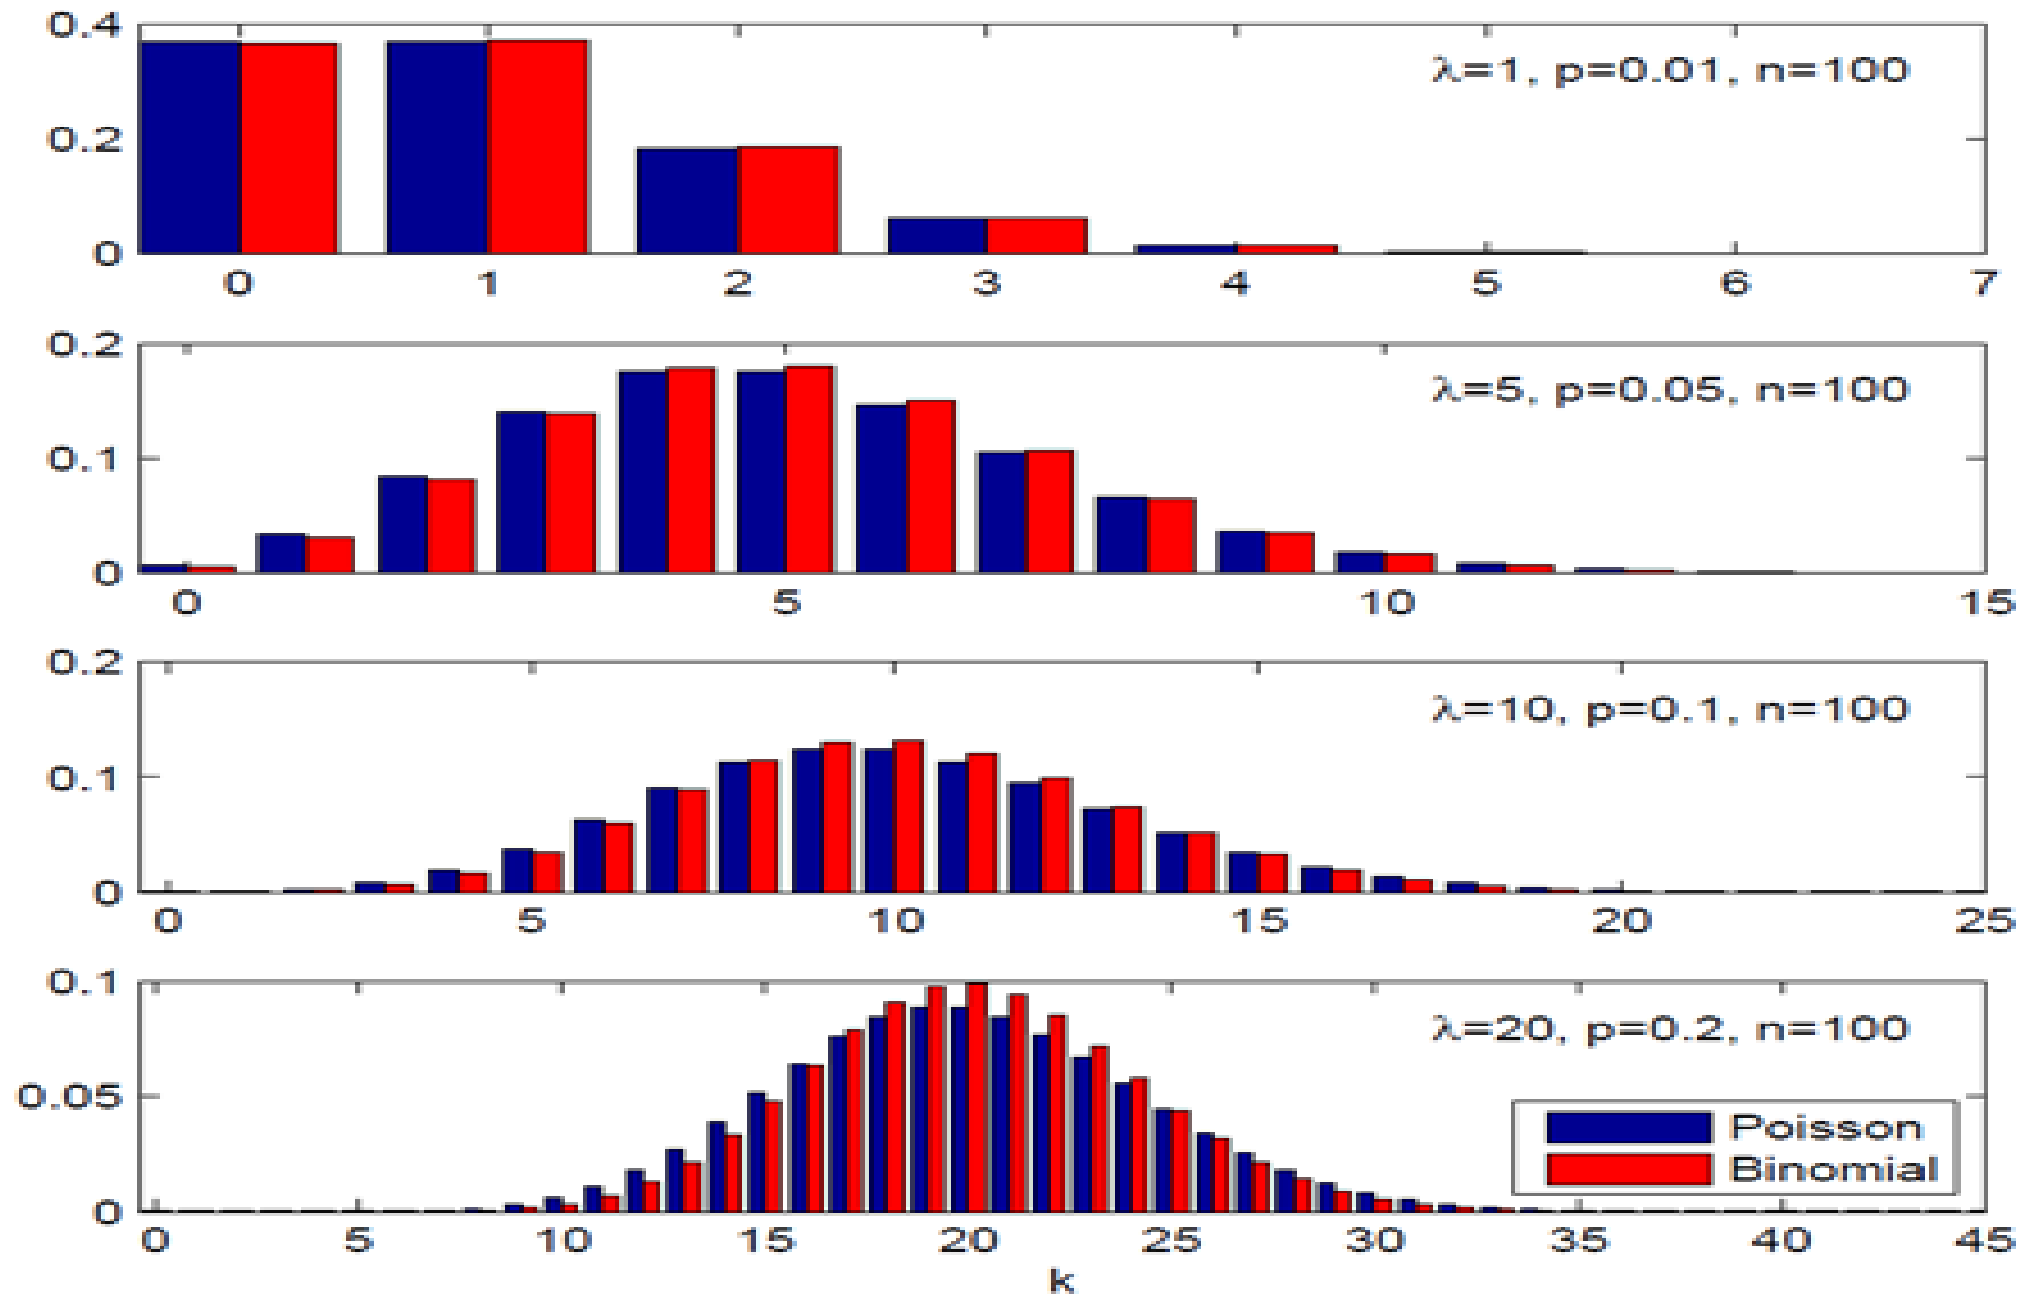 0.4
λ=1, p=0.01, n=100
0.2
0
0 1 2 3 4 5 6 7
0.2
λ=5, p=0.05, n=100
0.1
0
0 5 10 15
0.2
λ=10, p=0.1, n=100
0.1
0
0 5 10 15 20 25
0.1
λ=20, p=0.2, n=100
0.05
Poisson
Binomial
0
0 5 10 15 20 25 30 35 40 45
k